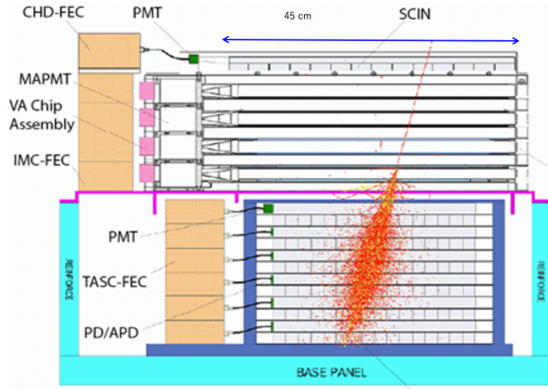 CHD-FEC
PMT
45 cm
SCIN
MAPMT
VA Chip
Assembly
IMC-FEC
PMT
TASC-FEC
PD/APD
REINFORCE
REINFORCE
BASE PANEL